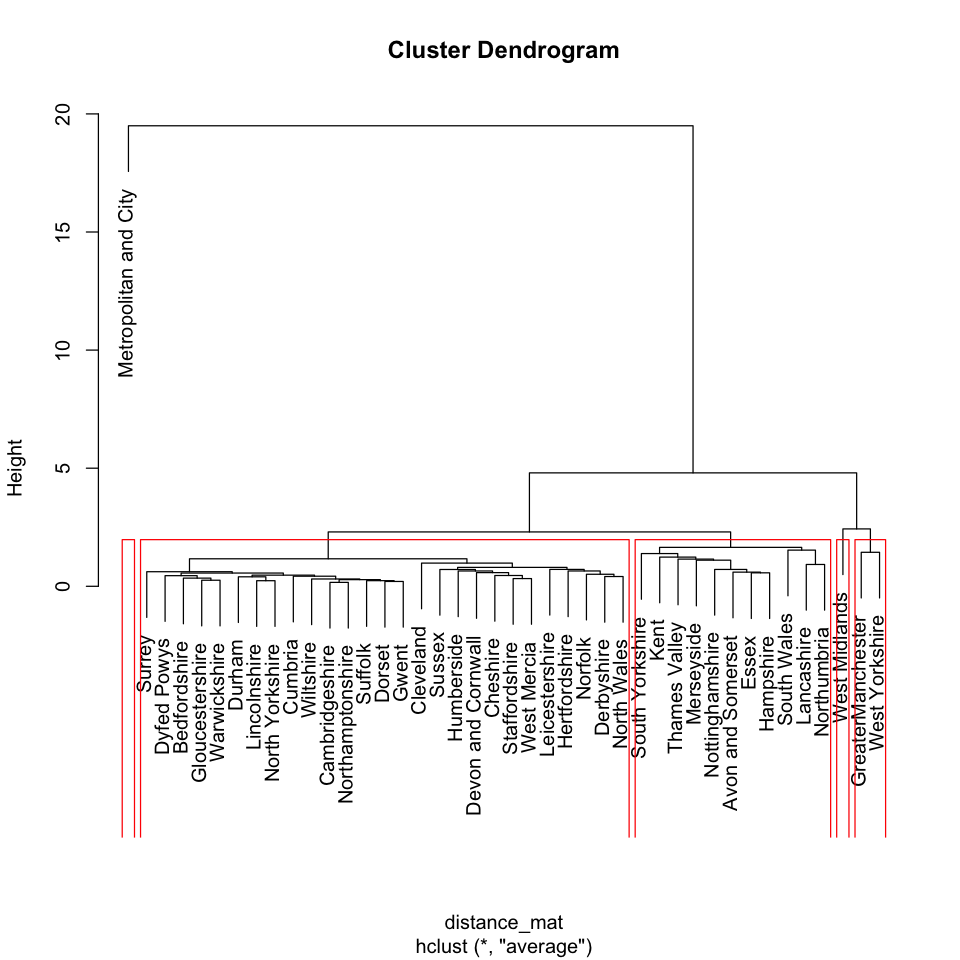 Cluster Dendrogram
Height
0
5
10
15
20
Metropolitan and City
Surrey
Dyfed Powys
Bedfordshire
Gloucestershire
Warwickshire
Durham
Lincolnshire
North Yorkshire
Cumbria
Wiltshire
Cambridgeshire
Northamptonshire
Suffolk
Dorset
Gwent
Cleveland
Sussex
Humberside
Devon and Cornwall
Cheshire
Staffordshire
West Mercia
Leicestershire
Hertfordshire
Norfolk
Derbyshire
North Wales
South Yorkshire
Kent
Thames Valley
Merseyside
Nottinghamshire
Avon and Somerset
Essex
Hampshire
South Wales
Lancashire
Northumbria
West Midlands
GreaterManchester
West Yorkshire
distance_mat
hclust (*, "average")